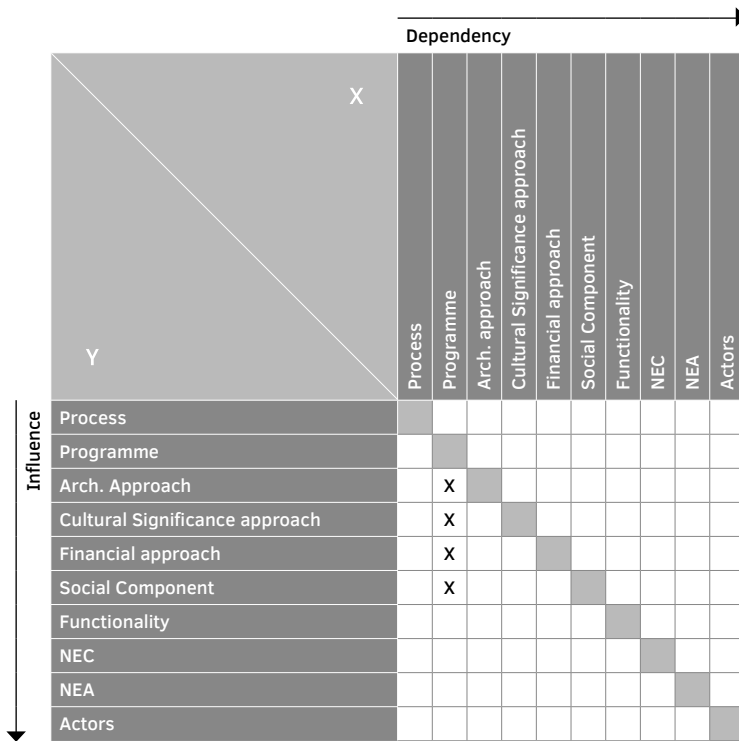 Dependency
X
Y
Process
Programme
Arch. approach
Cultural Significance approach
Financial approach
Social Component
Functionality
NEC
NEA
Actors
Influence
Process
Programme
Arch. Approach X
Cultural Significance approach X
Financial approach X
Social Component X
Functionality
NEC
NEA
Actors